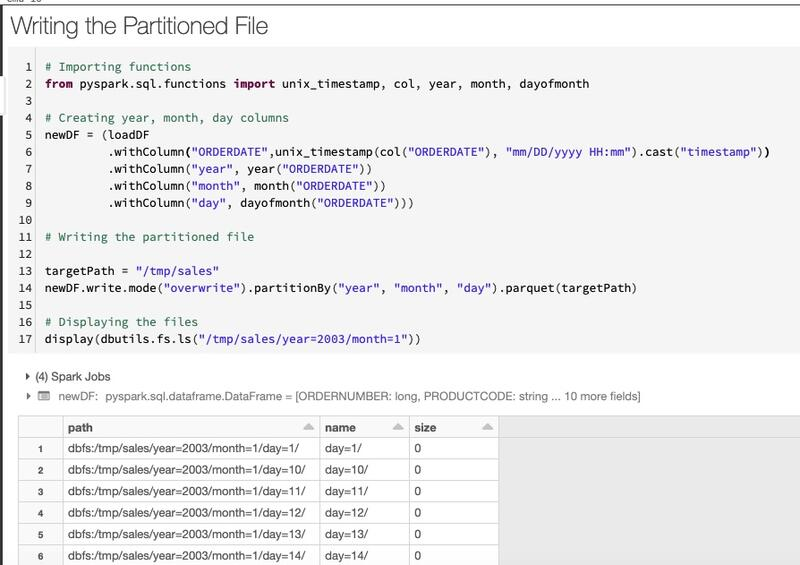 Writing the Partitioned File
1 # Importing functions
2 from pyspark.sql.functions import unix_timestamp, col, year, month, dayofmonth
3
4 # Creating year, month, day columns
5 newDF = (loadDF
6 .withColumn("ORDERDATE",unix_timestamp(col("ORDERDATE"), "mm/DD/yyyy HH:mm").cast("timestamp"))
7 .withColumn("year", year("ORDERDATE"))
8 .withColumn("month", month("ORDERDATE"))
9 .withColumn("day", dayofmonth("ORDERDATE")))
10
11 # Writing the partitioned file
12
13 targetPath = "/tmp/sales"
14 newDF.write.mode("overwrite").partitionBy("year", "month", "day").parquet(targetPath)
15
16 # Displaying the files
17 display(dbutils.fs.ls("/tmp/sales/year=2003/month=1"))
(4) Spark Jobs
newDF: pyspark.sql.dataframe.DataFrame = [ORDERNUMBER: long, PRODUCTCODE: string ... 10 more fields]
path name size
1 dbfs:/tmp/sales/year=2003/month=1/day=1/ day=1/ 0
2 dbfs:/tmp/sales/year=2003/month=1/day=10/ day=10/ 0
3 dbfs:/tmp/sales/year=2003/month=1/day=11/ day=11/ 0
4 dbfs:/tmp/sales/year=2003/month=1/day=12/ day=12/ 0
5 dbfs:/tmp/sales/year=2003/month=1/day=13/ day=13/ 0
6 dbfs:/tmp/sales/year=2003/month=1/day=14/ day=14/ 0